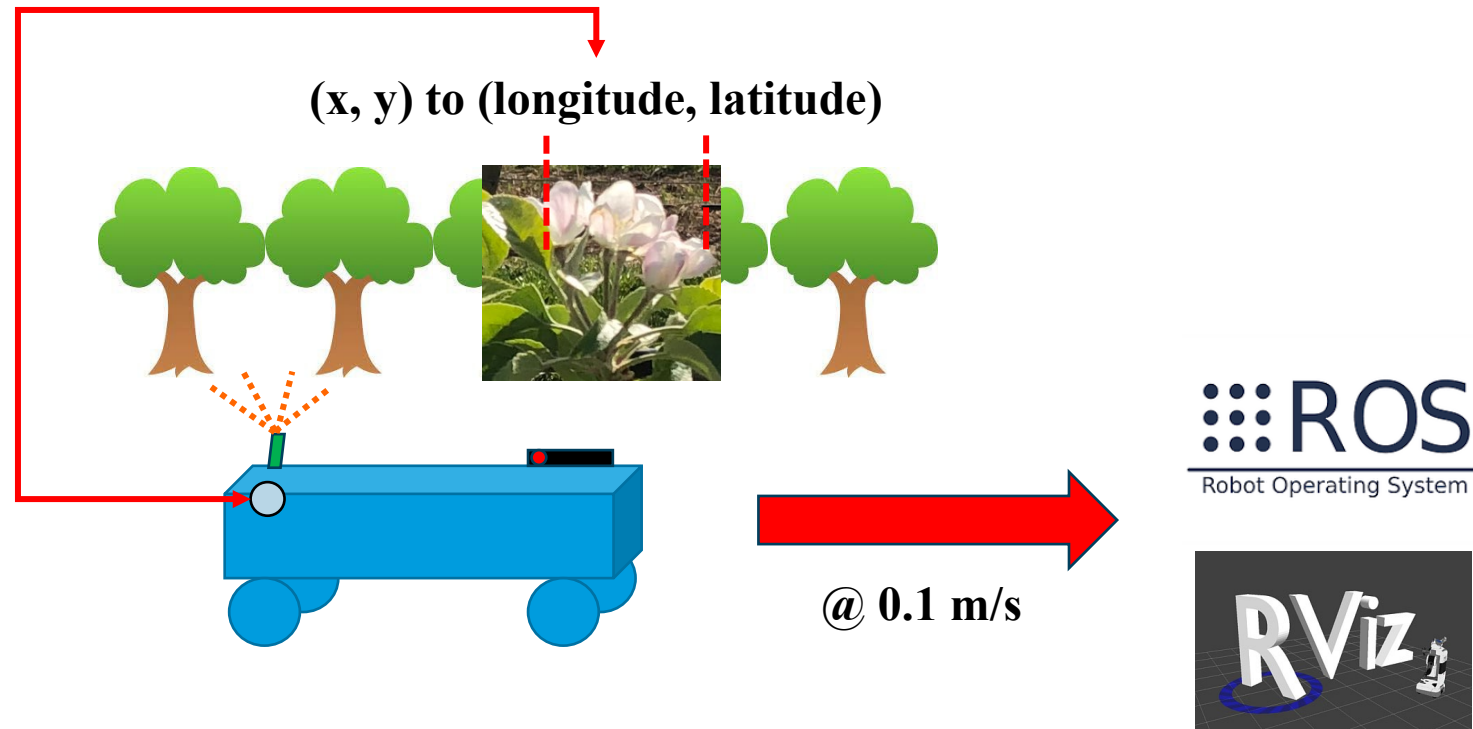 (x, y) to (longitude, latitude)
ROS
Robot Operating System
@ 0.1 m/s
RViz